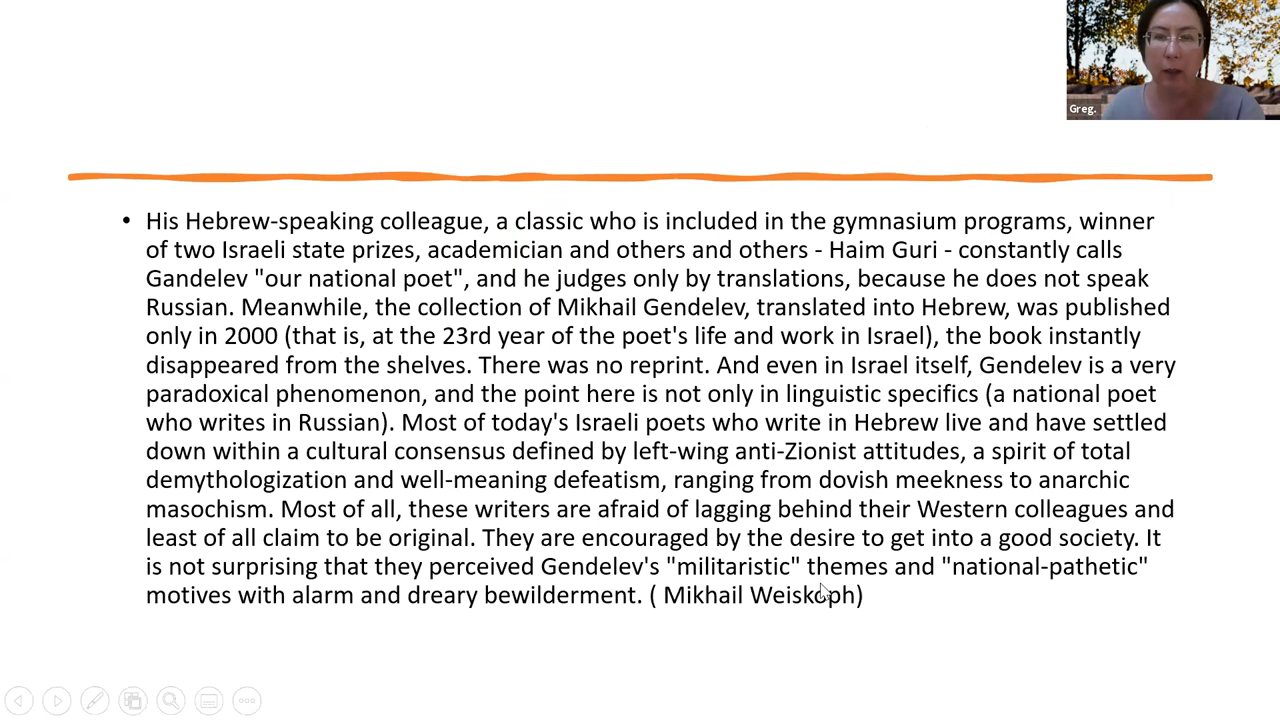 Greg.
• His Hebrew-speaking colleague, a classic who is included in the gymnasium programs, winner
of two Israeli state prizes, academician and others and others - Haim Guri - constantly calls
Gandelev "our national poet", and he judges only by translations, because he does not speak
Russian. Meanwhile, the collection of Mikhail Gendelev, translated into Hebrew, was published
only in 2000 (that is, at the 23rd year of the poet's life and work in Israel), the book instantly
disappeared from the shelves. There was no reprint. And even in Israel itself, Gendelev is a very
paradoxical phenomenon, and the point here is not only in linguistic specifics (a national poet
who writes in Russian). Most of today's Israeli poets who write in Hebrew live and have settled
down within a cultural consensus defined by left-wing anti-Zionist attitudes, a spirit of total
demythologization and well-meaning defeatism, ranging from dovish meekness to anarchic
masochism. Most of all, these writers are afraid of lagging behind their Western colleagues and
least of all claim to be original. They are encouraged by the desire to get into a good society. It
is not surprising that they perceived Gendelev's "militaristic" themes and "national-pathetic"
motives with alarm and dreary bewilderment. ( Mikhail Weiskoph)